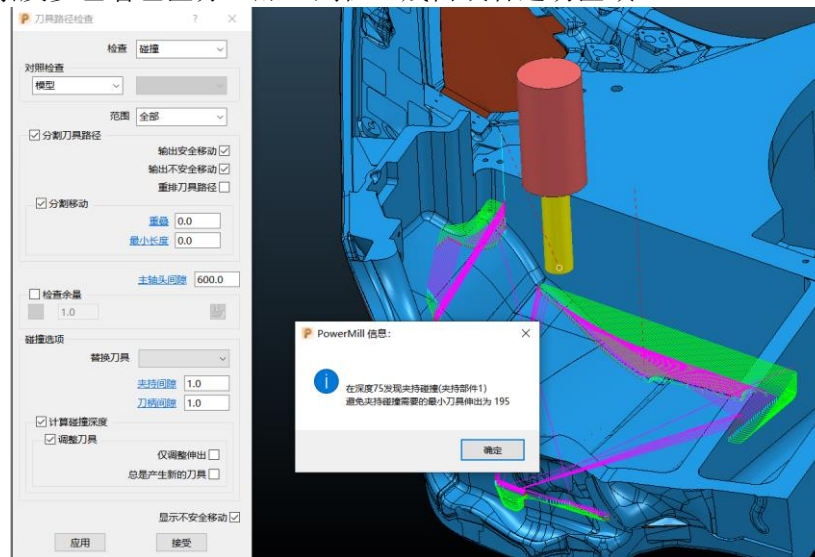 刀具路径检查 ? ×
检查 碰撞
对照检查
模型
范围 全部
分割刀具路径
输出安全移动
输出不安全移动
重排刀具路径
分割移动
重叠 0.0
最小长度 0.0
主轴头间隙 600.0
检查余量
1.0
碰撞选项
替换刀具
夹持间隙 1.0
刀柄间隙 1.0
计算碰撞深度
调整刀具
仅调整伸出
总是产生新的刀具
显示不安全移动
应用 接受
PowerMill 信息: ×
在深度75发现夹持碰撞(夹持部件1)
避免夹持碰撞需要的最小刀具伸出为 195
确定